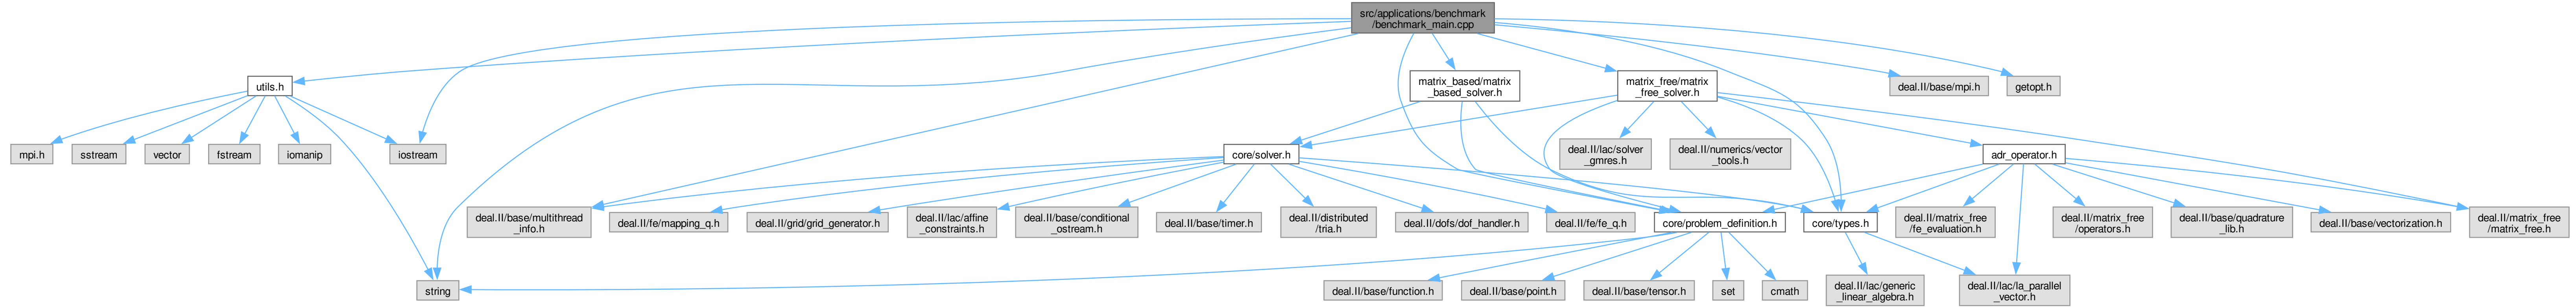 src/applications/benchmark
/benchmark_main.cpp
utils.h
matrix_based/matrix
_based_solver.h
matrix_free/matrix
_free_solver.h
deal.II/base/mpi.h
getopt.h
mpi.h
sstream
vector
fstream
iomanip
iostream
core/solver.h
deal.II/lac/solver
_gmres.h
deal.II/numerics/vector
_tools.h
adr_operator.h
deal.II/base/multithread
_info.h
deal.II/fe/mapping_q.h
deal.II/grid/grid_generator.h
deal.II/lac/affine
_constraints.h
deal.II/base/conditional
_ostream.h
deal.II/base/timer.h
deal.II/distributed
/tria.h
deal.II/dofs/dof_handler.h
deal.II/fe/fe_q.h
core/problem_definition.h
core/types.h
deal.II/matrix_free
/fe_evaluation.h
deal.II/matrix_free
/operators.h
deal.II/base/quadrature
_lib.h
deal.II/base/vectorization.h
deal.II/matrix_free
/matrix_free.h
string
deal.II/base/function.h
deal.II/base/point.h
deal.II/base/tensor.h
set
cmath
deal.II/lac/generic
_linear_algebra.h
deal.II/lac/la_parallel
_vector.h